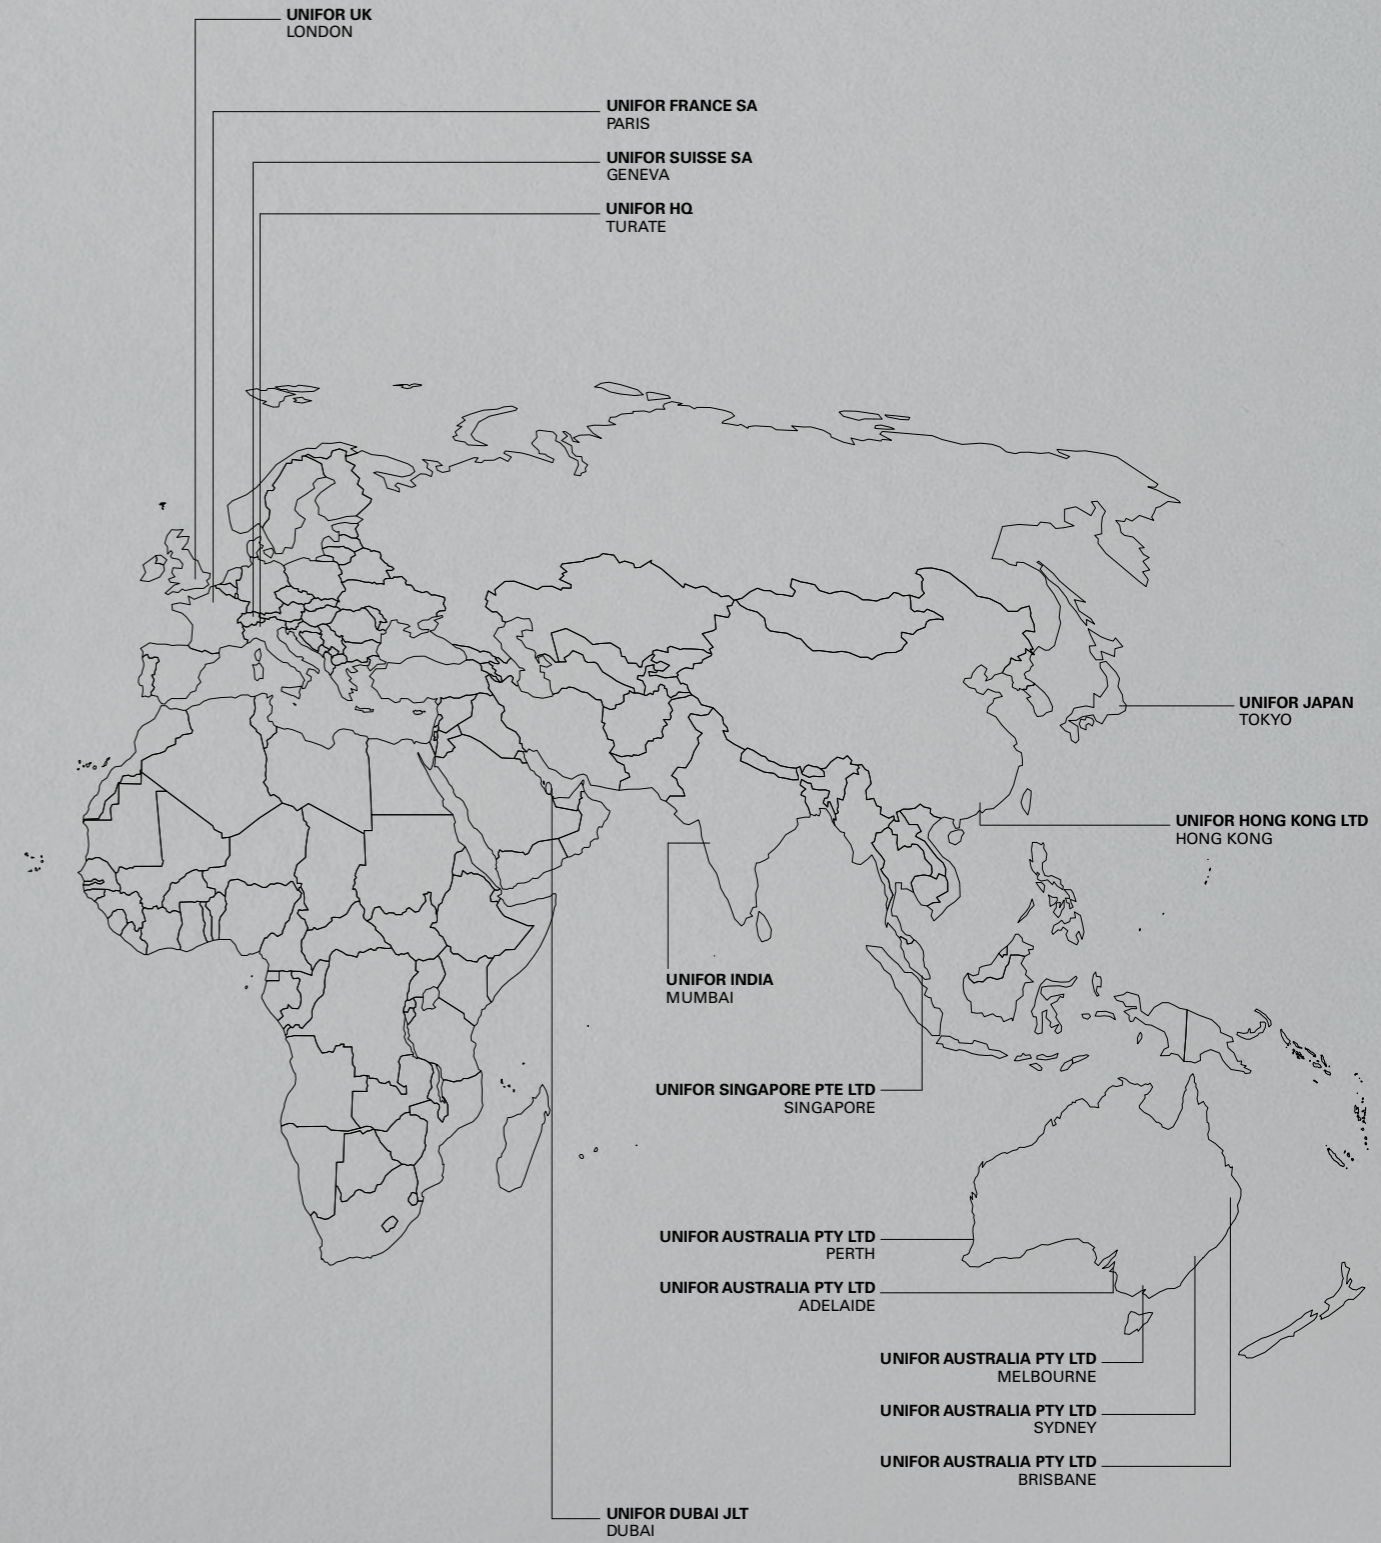 UNIFOR UK
LONDON
UNIFOR FRANCE SA
PARIS
UNIFOR SUISSE SA
GENEVA
UNIFOR HQ
TURATE
UNIFOR JAPAN
TOKYO
UNIFOR HONG KONG LTD
HONG KONG
UNIFOR INDIA
MUMBAI
UNIFOR SINGAPORE PTE LTD
SINGAPORE
UNIFOR AUSTRALIA PTY LTD
PERTH
UNIFOR AUSTRALIA PTY LTD
ADELAIDE
UNIFOR AUSTRALIA PTY LTD
MELBOURNE
UNIFOR AUSTRALIA PTY LTD
SYDNEY
UNIFOR AUSTRALIA PTY LTD
BRISBANE
UNIFOR DUBAI JLT
DUBAI